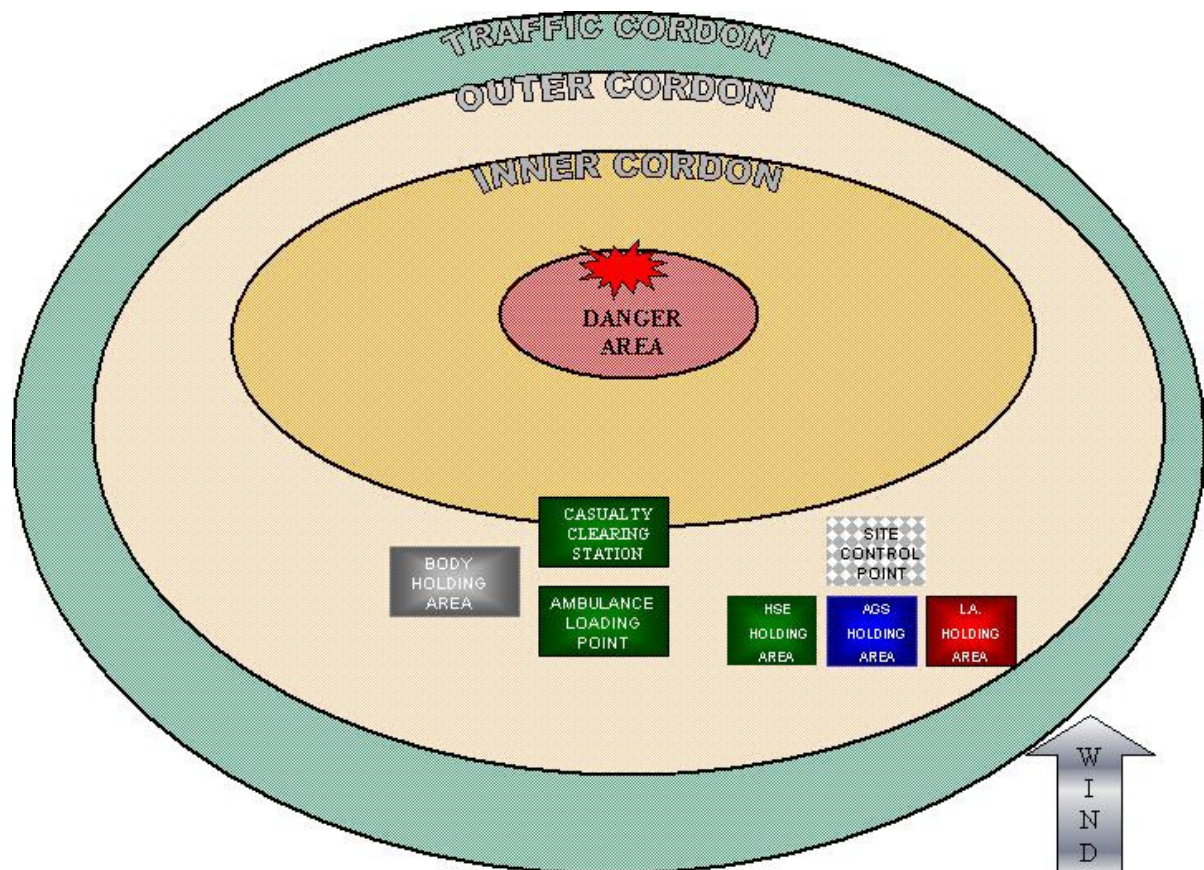 TRAFFIC CORDON
OUTER CORDON
INNER CORDON
DANGER
AREA
CASUALTY
CLEARING
STATION
BODY
HOLDING
AREA
AMBULANCE
LOADING
POINT
SITE
CONTROL
POINT
HSE
HOLDING
AREA
AGS
HOLDING
AREA
L.A.
HOLDING
AREA
W
I
N
D